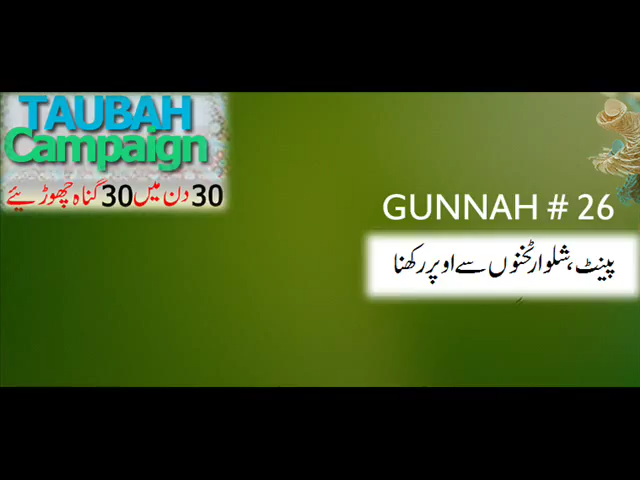 TAUBAH
Campaign
30 دن میں 30 گناہ چھوڑیئے
GUNNAH # 26
پینٹ، شلوار ٹخنوں سے اوپر رکھنا